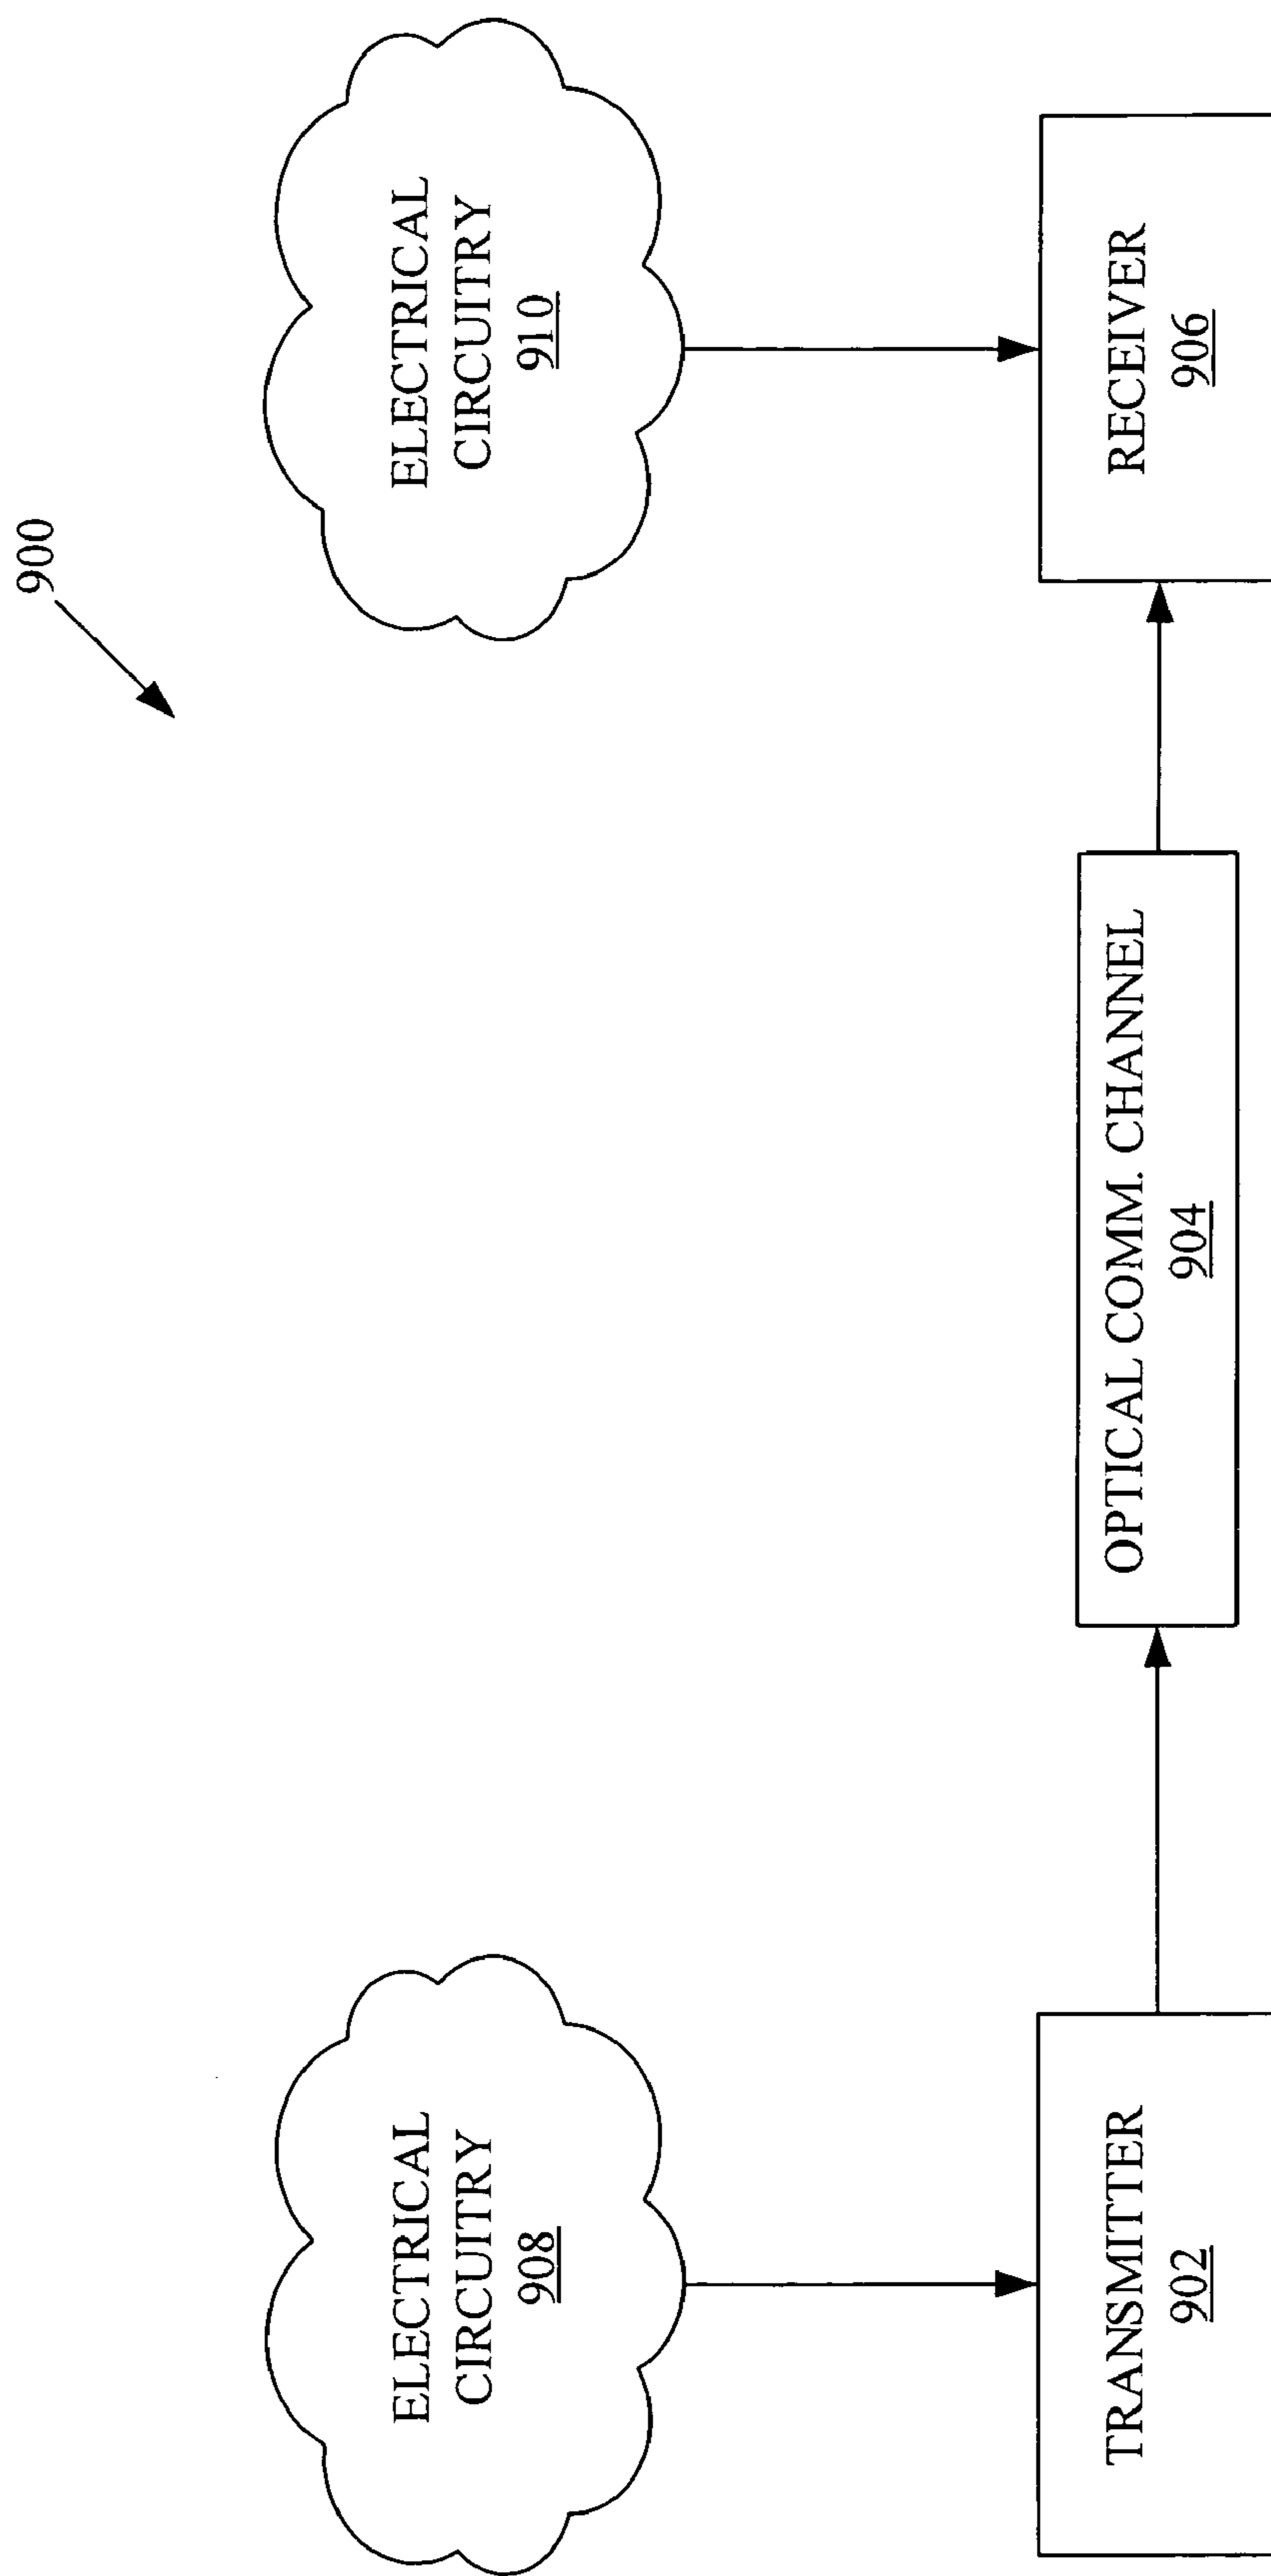 900
ELECTRICAL
CIRCUITRY
908
ELECTRICAL
CIRCUITRY
910
TRANSMITTER
902
OPTICAL COMM. CHANNEL
904
RECEIVER
906